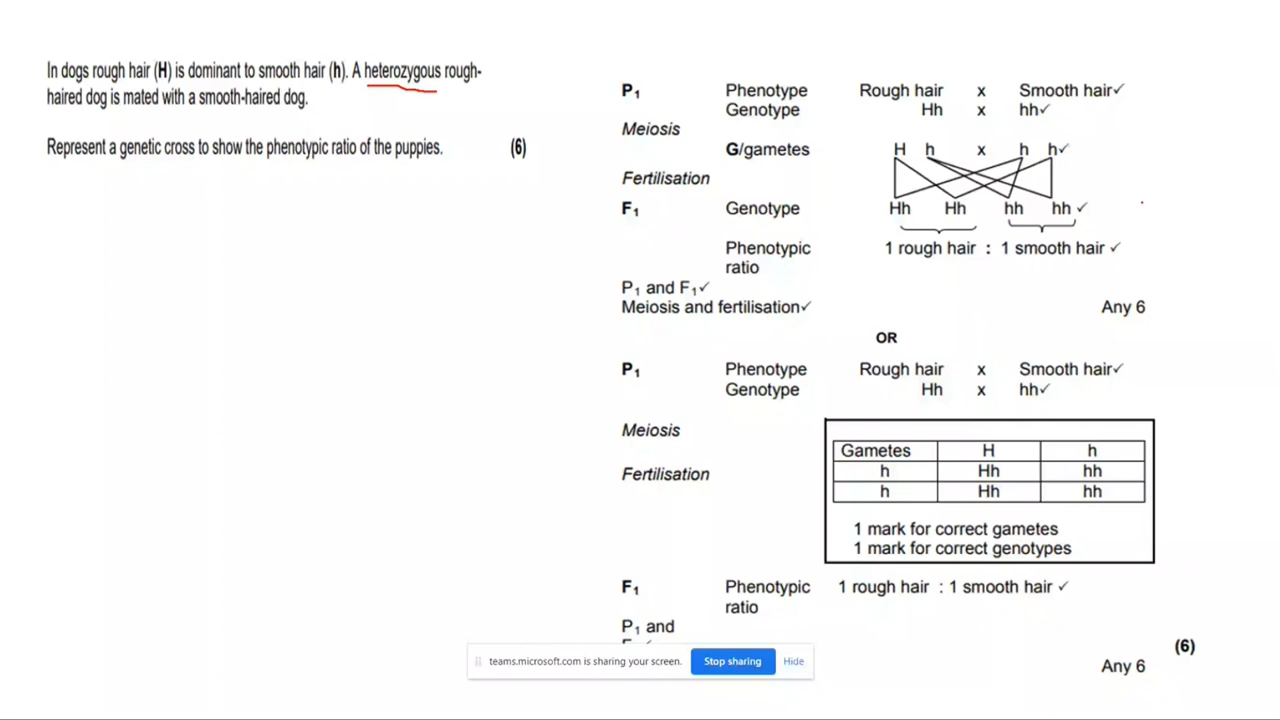 In dogs rough hair (H) is dominant to smooth hair (h). A heterozygous rough-
haired dog is mated with a smooth-haired dog.
Represent a genetic cross to show the phenotypic ratio of the puppies. (6)
P₁ Phenotype Rough hair x Smooth hair✓
Genotype Hh x hh✓
Meiosis
G/gametes H h x h h✓
Fertilisation
F₁ Genotype Hh Hh hh hh ✓
Phenotypic 1 rough hair : 1 smooth hair ✓
ratio
P₁ and F₁✓
Meiosis and fertilisation✓ Any 6
OR
P₁ Phenotype Rough hair x Smooth hair✓
Genotype Hh x hh✓
Meiosis
Gametes H h
h Hh hh
Fertilisation
h Hh hh
1 mark for correct gametes
1 mark for correct genotypes
F₁ Phenotypic 1 rough hair : 1 smooth hair ✓
ratio
P₁ and
(6)
teams.microsoft.com is sharing your screen. Stop sharing Hide
Any 6